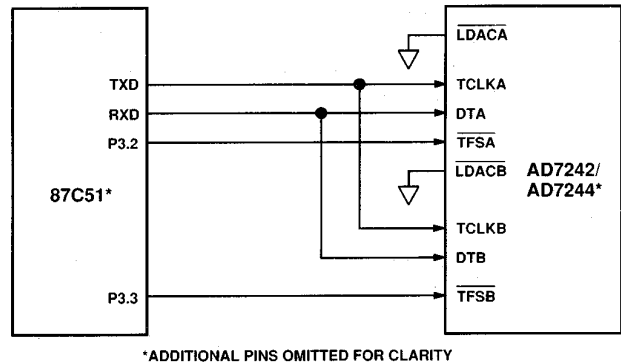 LDACA
TXD
TCLKA
RXD
DTA
P3.2
TFSA
LDACB
AD7242/
AD7244*
87C51*
TCLKB
DTB
P3.3
TFSB
*ADDITIONAL PINS OMITTED FOR CLARITY